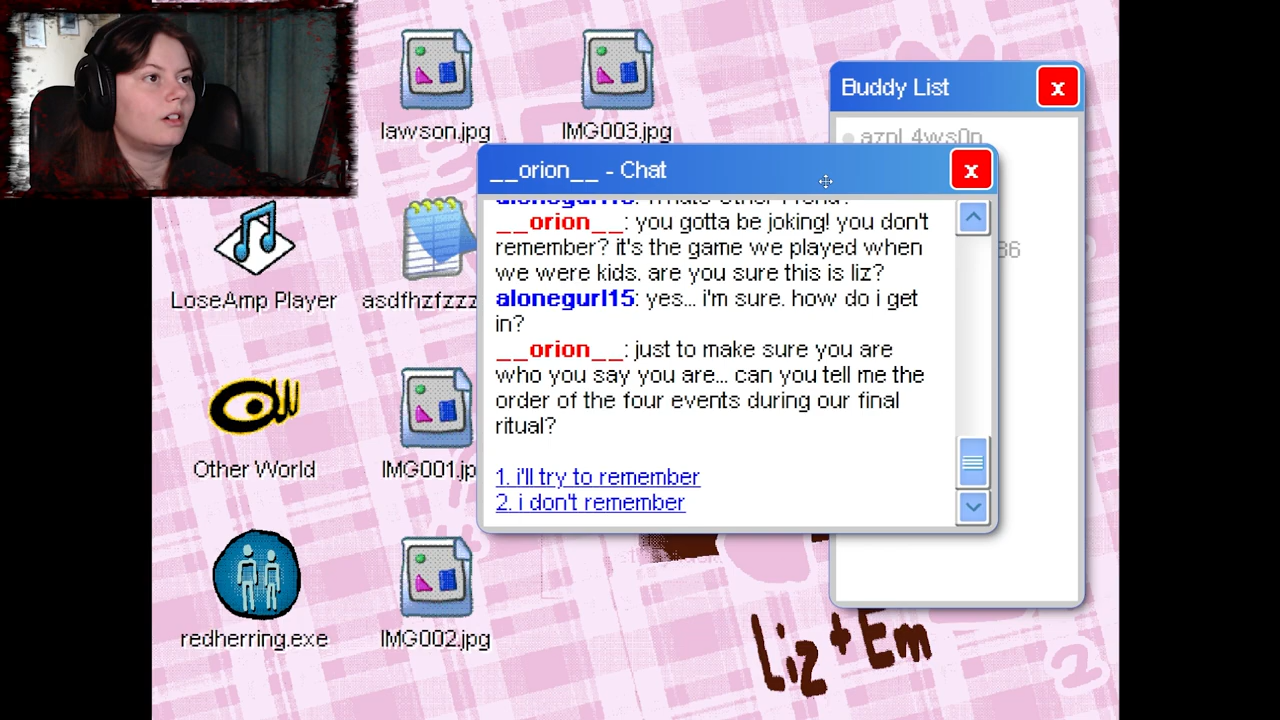 lawson.jpg
IMG003.jpg
Buddy List
x
aznL4ws0n
__orion__ - Chat
x
__orion__: you gotta be joking! you don't
remember? it's the game we played when
we were kids. are you sure this is liz?
alonegurl15: yes... i'm sure. how do i get
in?
__orion__: just to make sure you are
who you say you are... can you tell me the
order of the four events during our final
ritual?
1. i'll try to remember
2. i don't remember
86
LoseAmp Player
asdfhzfzzz
Other World
IMG001.jp
redherring.exe
IMG002.jpg
Liz + Em
2